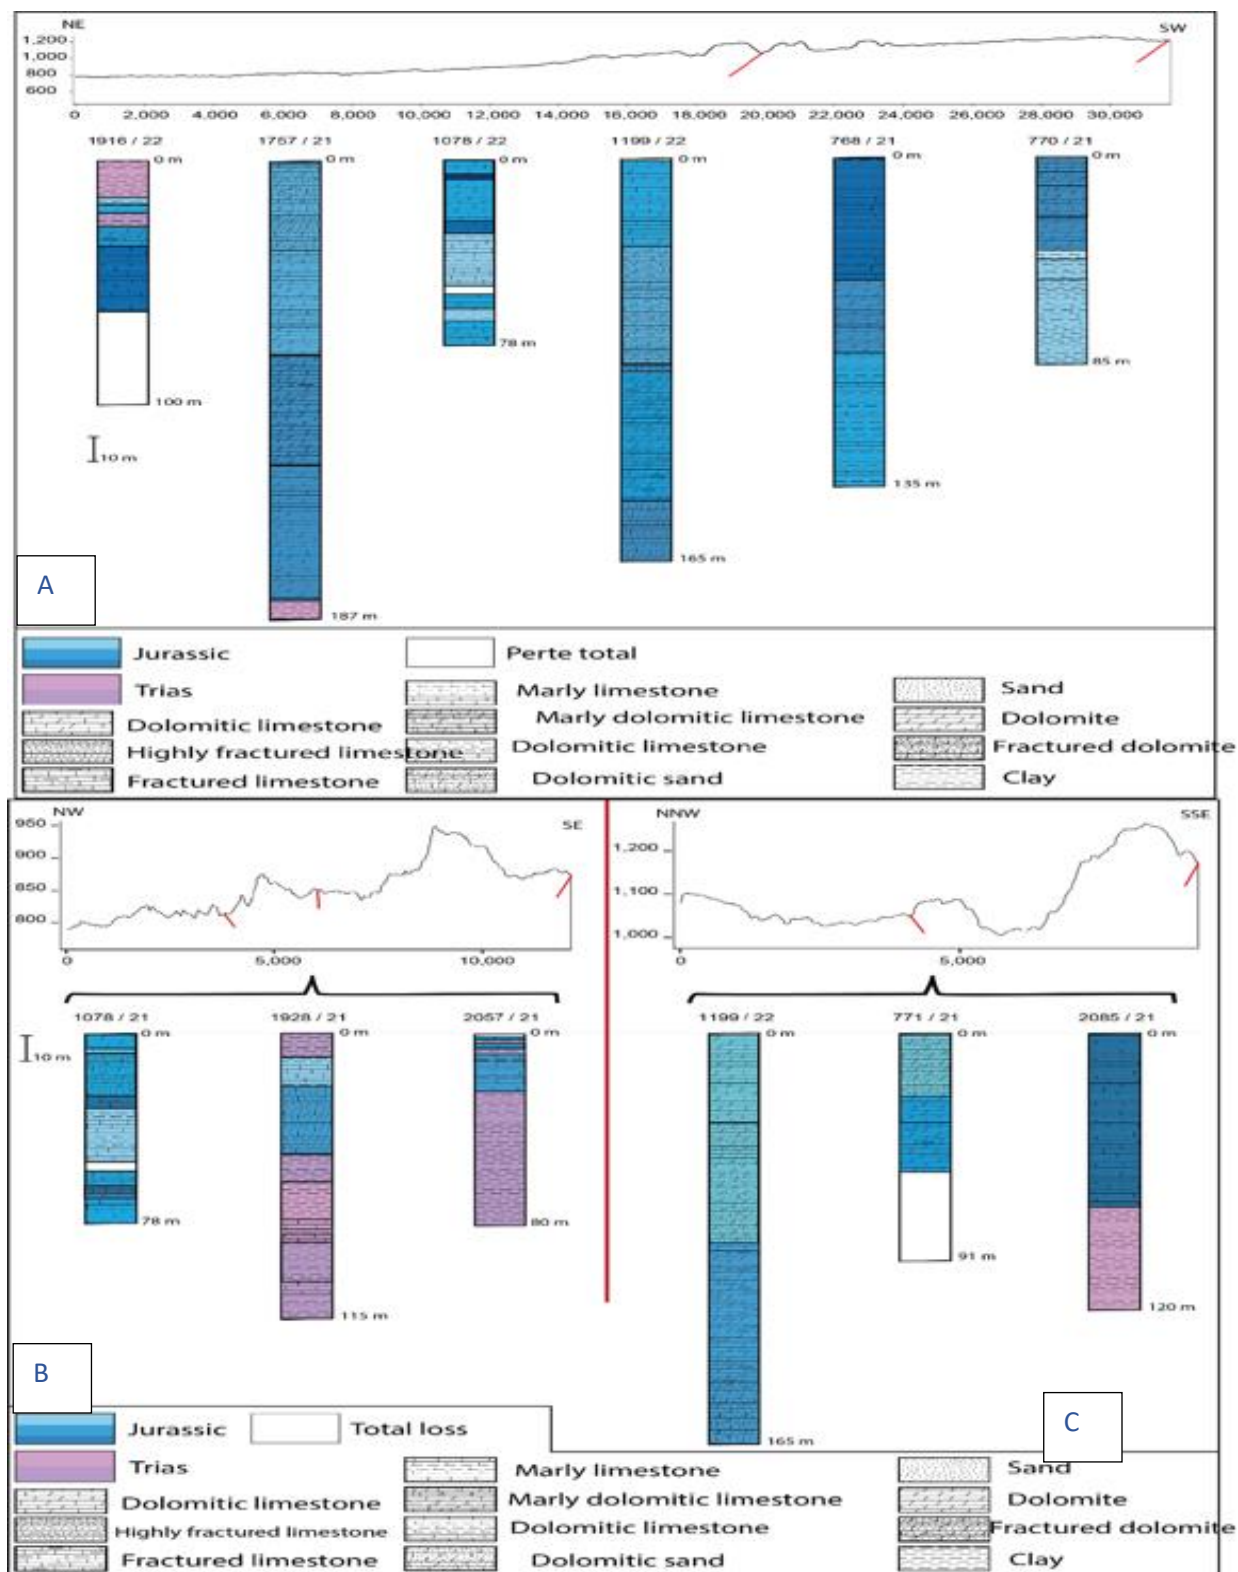 NE
SW
1,200
1,000
800
600
0 2,000 4,000 6,000 8,000 10,000 12,000 14,000 16,000 18,000 20,000 22,000 24,000 26,000 28,000 30,000
1916 / 22 1757 / 21 1078 / 22 1199 / 22 768 / 21 770 / 21
0 m 0 m 0 m 0 m 0 m 0 m
78 m
85 m
100 m
10 m
135 m
165 m
A
187 m
Jurassic Perte total
Trias Marly limestone Sand
Dolomitic limestone Marly dolomitic limestone Dolomite
Highly fractured limestone Dolomitic limestone Fractured dolomite
Fractured limestone Dolomitic sand Clay
NW
SE
950
900
850
800
0 5,000 10,000
1078 / 21 1928 / 21 2057 / 21
0 m 0 m 0 m
10 m
78 m
80 m
115 m
B
NNW
SSE
1,200
1,100
1,000
0 5,000
1199 / 22 771 / 21 2085 / 21
0 m 0 m 0 m
91 m
120 m
165 m
C
Jurassic Total loss
Trias Marly limestone Sand
Dolomitic limestone Marly dolomitic limestone Dolomite
Highly fractured limestone Dolomitic limestone Fractured dolomite
Fractured limestone Dolomitic sand Clay